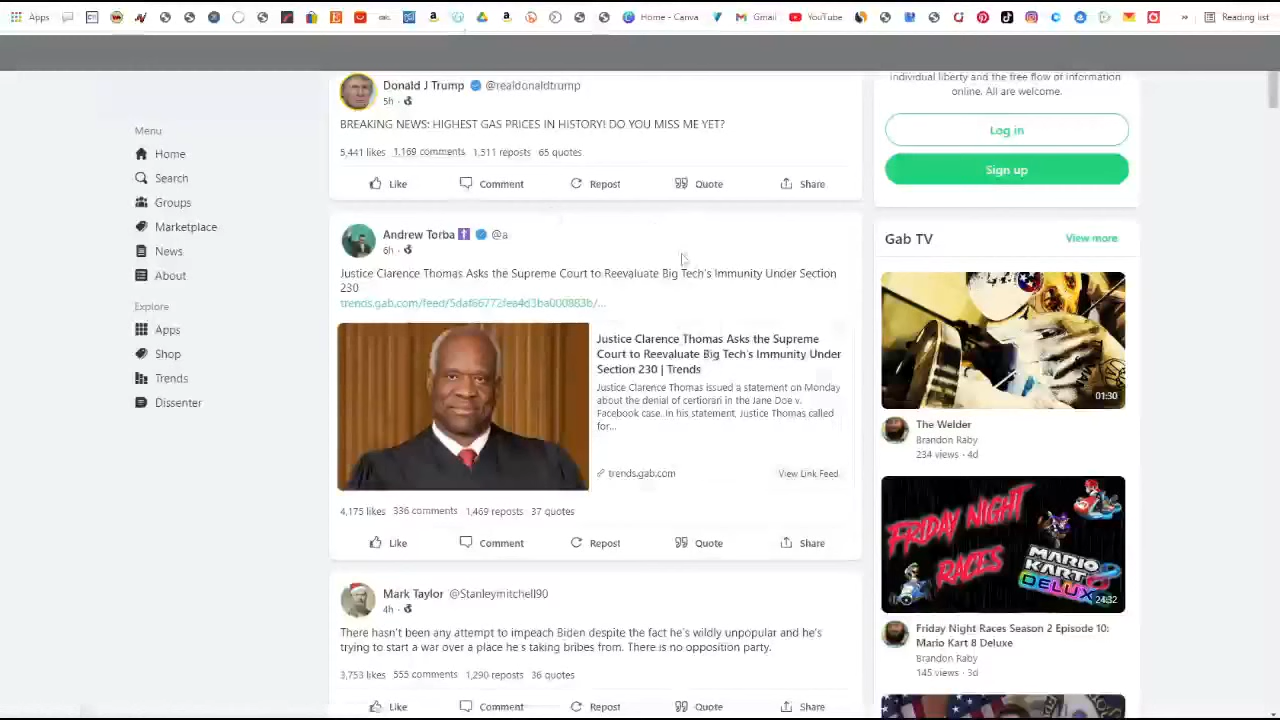 Apps
Home - Canva
Gmail
YouTube
»
Reading list
Menu
Home
Search
Groups
Marketplace
News
About
Explore
Apps
Shop
Trends
Dissenter
Donald J Trump @realdonaldtrump
5h ·
BREAKING NEWS: HIGHEST GAS PRICES IN HISTORY! DO YOU MISS ME YET?
5,441 likes 1,169 comments 1,511 reposts 65 quotes
Like Comment Repost Quote Share
Andrew Torba @a
6h ·
Justice Clarence Thomas Asks the Supreme Court to Reevaluate Big Tech's Immunity Under Section
230
trends.gab.com/feed/5daf66772fea4d3ba000883b/...
Justice Clarence Thomas Asks the Supreme
Court to Reevaluate Big Tech's Immunity Under
Section 230 | Trends
Justice Clarence Thomas issued a statement on Monday
about the denial of certiorari in the Jane Doe v.
Facebook case. In his statement, Justice Thomas called
for...
trends.gab.com View Link Feed
4,175 likes 336 comments 1,469 reposts 37 quotes
Like Comment Repost Quote Share
Mark Taylor @Stanleymitchell90
4h ·
There hasn't been any attempt to impeach Biden despite the fact he's wildly unpopular and he's
trying to start a war over a place he's taking bribes from. There is no opposition party.
3,753 likes 555 comments 1,290 reposts 36 quotes
Like Comment Repost Quote Share
individual liberty and the free flow of information
online. All are welcome.
Log in
Sign up
Gab TV View more
01:30
The Welder
Brandon Raby
234 views · 4d
FRIDAY NIGHT
RACES
MARIO
KART 8
DELUXE
24:32
Friday Night Races Season 2 Episode 10:
Mario Kart 8 Deluxe
Brandon Raby
145 views · 3d